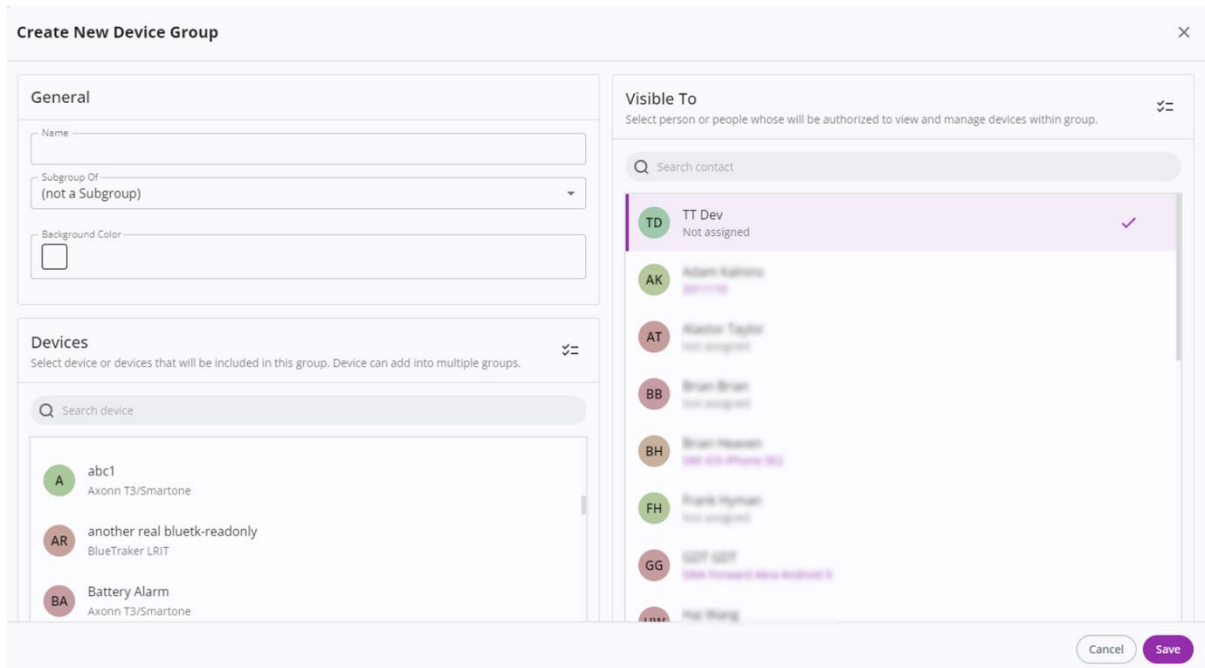 Create New Device Group
General
Name
Subgroup Of
(not a Subgroup)
Background Color
Devices
Select device or devices that will be included in this group. Device can add into multiple groups.
Search device
A
abc1
Axonn T3/Smartone
AR
another real bluetk-readonly
BlueTraker LRIT
BA
Battery Alarm
Axonn T3/Smartone
Visible To
Select person or people whose will be authorized to view and manage devices within group.
Search contact
TD
TT Dev
Not assigned
AK
AT
BB
BH
FH
GG
HW
Cancel
Save